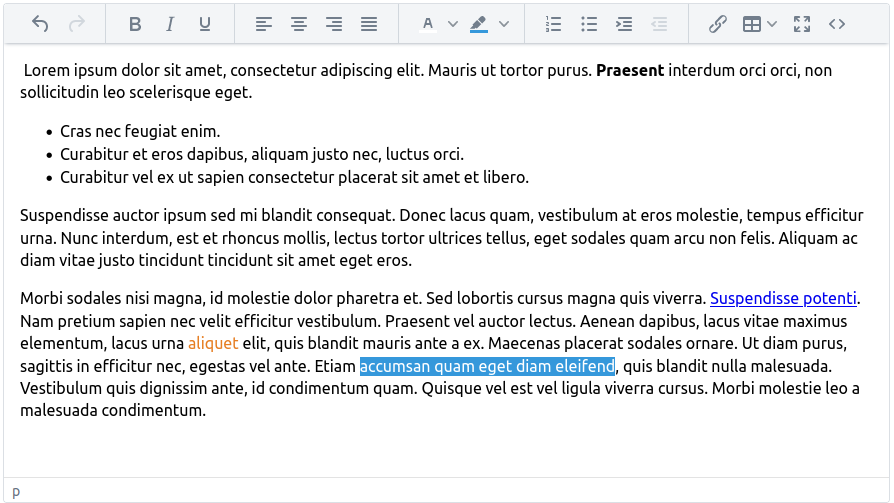 B I U A
Lorem ipsum dolor sit amet, consectetur adipiscing elit. Mauris ut tortor purus. Praesent interdum orci orci, non
sollicitudin leo scelerisque eget.
• Cras nec feugiat enim.
• Curabitur et eros dapibus, aliquam justo nec, luctus orci.
• Curabitur vel ex ut sapien consectetur placerat sit amet et libero.
Suspendisse auctor ipsum sed mi blandit consequat. Donec lacus quam, vestibulum at eros molestie, tempus efficitur
urna. Nunc interdum, est et rhoncus mollis, lectus tortor ultrices tellus, eget sodales quam arcu non felis. Aliquam ac
diam vitae justo tincidunt tincidunt sit amet eget eros.
Morbi sodales nisi magna, id molestie dolor pharetra et. Sed lobortis cursus magna quis viverra. Suspendisse potenti.
Nam pretium sapien nec velit efficitur vestibulum. Praesent vel auctor lectus. Aenean dapibus, lacus vitae maximus
elementum, lacus urna aliquet elit, quis blandit mauris ante a ex. Maecenas placerat sodales ornare. Ut diam purus,
sagittis in efficitur nec, egestas vel ante. Etiam accumsan quam eget diam eleifend, quis blandit nulla malesuada.
Vestibulum quis dignissim ante, id condimentum quam. Quisque vel est vel ligula viverra cursus. Morbi molestie leo a
malesuada condimentum.
p